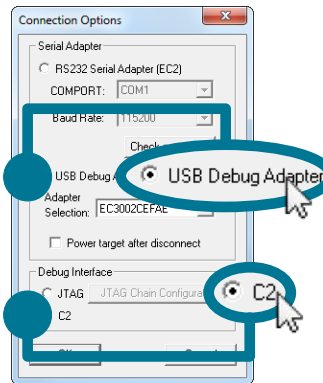 Connection Options
Serial Adapter
RS232 Serial Adapter (EC2)
COMPORT: COM1
Baud Rate: 115200
Check
USB Debug Adapter
USB Debug
Adapter
Selection: EC3002CEFAE
Power target after disconnect
Debug Interface
JTAG JTAG Chain Configura
C2
C2